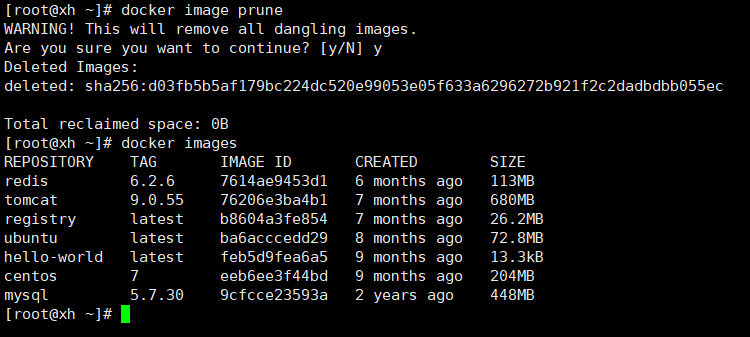 [root@xh ~]# docker image prune
WARNING! This will remove all dangling images.
Are you sure you want to continue? [y/N] y
Deleted Images:
deleted: sha256:d03fb5b5af179bc224dc520e99053e05f633a6296272b921f2c2dadbdbb055ec
Total reclaimed space: 0B
[root@xh ~]# docker images
REPOSITORY    TAG       IMAGE ID       CREATED        SIZE
redis         6.2.6     7614ae9453d1   6 months ago   113MB
tomcat        9.0.55    76206e3ba4b1   7 months ago   680MB
registry      latest    b8604a3fe854   7 months ago   26.2MB
ubuntu        latest    ba6acccedd29   8 months ago   72.8MB
hello-world   latest    feb5d9fea6a5   9 months ago   13.3kB
centos        7         eeb6ee3f44bd   9 months ago   204MB
mysql         5.7.30    9cfcce23593a   2 years ago    448MB
[root@xh ~]#